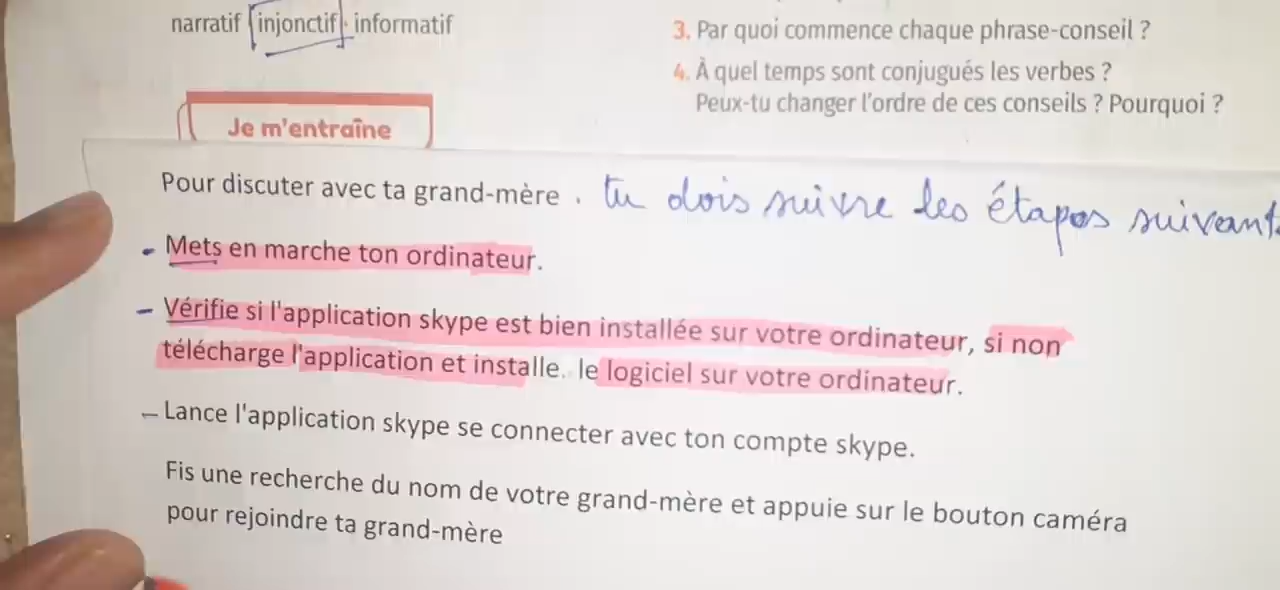 narratif injonctif informatif
3. Par quoi commence chaque phrase-conseil ?
4. À quel temps sont conjugués les verbes ?
Peux-tu changer l'ordre de ces conseils ? Pourquoi ?
Je m'entraîne
Pour discuter avec ta grand-mère . tu dois suivre les étapes
- Mets en marche ton ordinateur.
- Vérifie si l'application skype est bien installée sur votre ordinateur, si non
télécharge l'application et installe. le logiciel sur votre ordinateur.
- Lance l'application skype se connecter avec ton compte skype.
Fis une recherche du nom de votre grand-mère et appuie sur le bouton caméra
pour rejoindre ta grand-mère